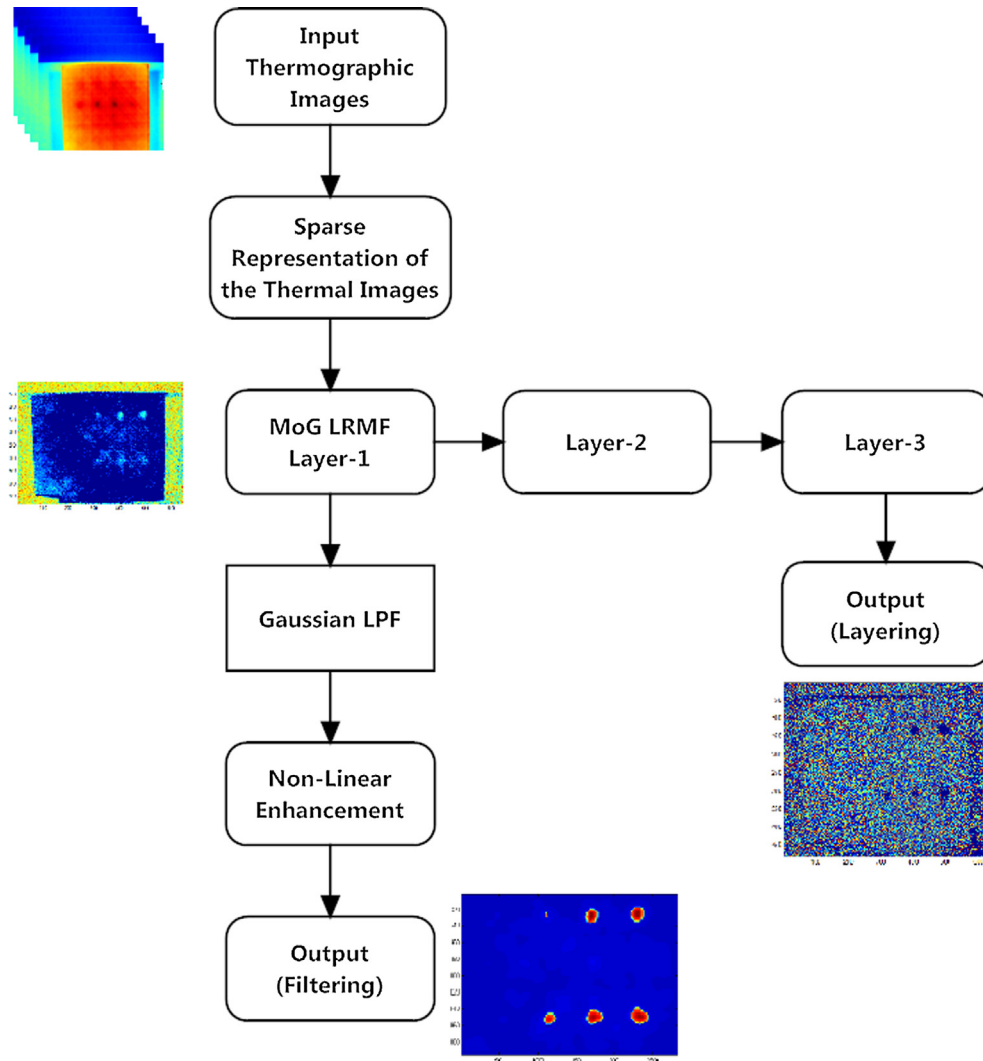 Input
Thermographic
Images
Sparse
Representation of
the Thermal Images
MoG LRMF
Layer-1
Layer-2
Layer-3
Gaussian LPF
Output
(Layering)
Non-Linear
Enhancement
Output
(Filtering)